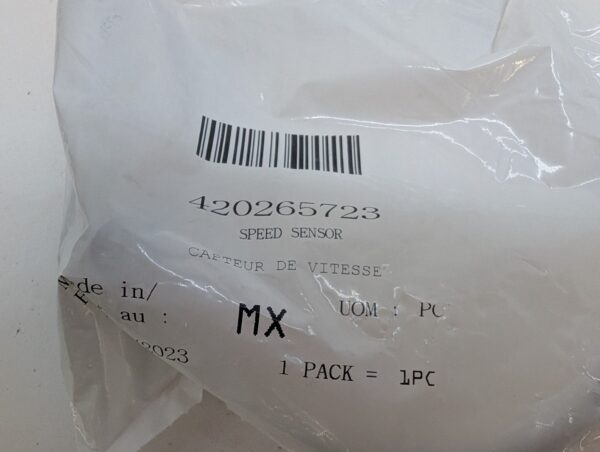 420265723
SPEED SENSOR
CAPTEUR DE VITESSE
de in/
au :
MX
UOM : PC
2023
1 PACK = 1PC